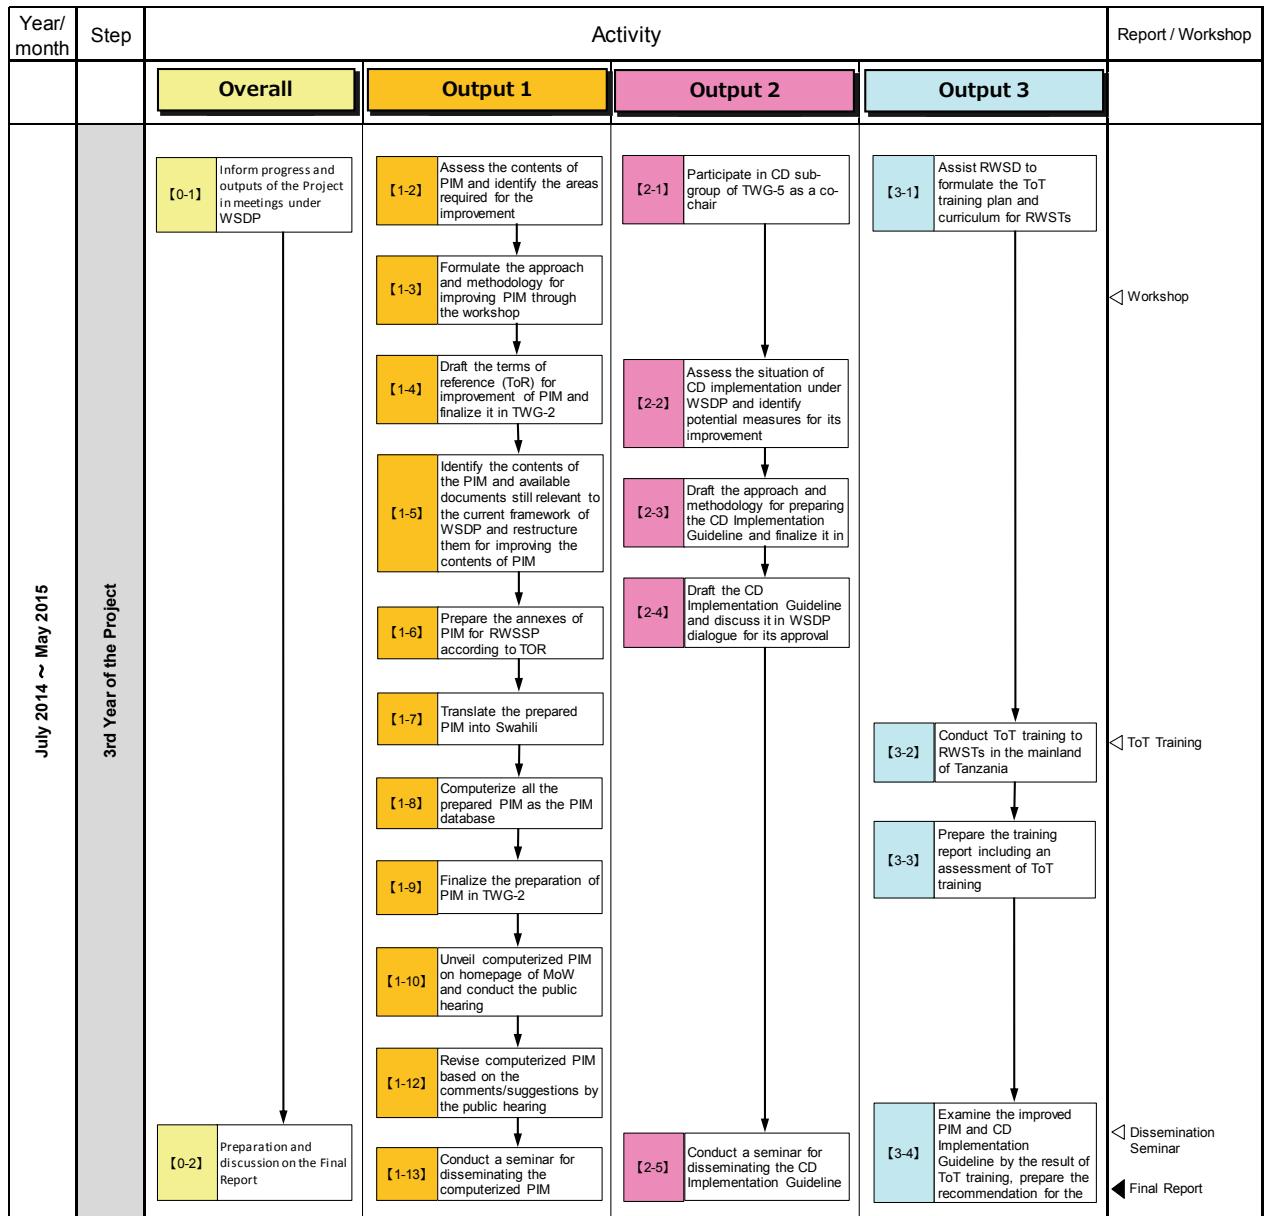 Year/
month
Step
Activity
Report / Workshop
Overall
Output 1
Output 2
Output 3
July 2014 ～ May 2015
3rd Year of the Project
【0-1】
Inform progress and
outputs of the Project
in meetings under
WSDP
【0-2】
Preparation and
discussion on the Final
Report
【1-2】
Assess the contents of
PIM and identify the areas
required for the
improvement
【1-3】
Formulate the approach
and methodology for
improving PIM through
the workshop
【1-4】
Draft the terms of
reference (ToR) for
improvement of PIM and
finalize it in TWG-2
【1-5】
Identify the contents of
the PIM and available
documents still relevant to
the current framework of
WSDP and restructure
them for improving the
contents of PIM
【1-6】
Prepare the annexes of
PIM for RWSSP
according to TOR
【1-7】
Translate the prepared
PIM into Swahili
【1-8】
Computerize all the
prepared PIM as the PIM
database
【1-9】
Finalize the preparation of
PIM in TWG-2
【1-10】
Unveil computerized PIM
on homepage of MoW
and conduct the public
hearing
【1-12】
Revise computerized PIM
based on the
comments/suggestions by
the public hearing
【1-13】
Conduct a seminar for
disseminating the
computerized PIM
【2-1】
Participate in CD sub-
group of TWG-5 as a co-
chair
【2-2】
Assess the situation of
CD implementation under
WSDP and identify
potential measures for its
improvement
【2-3】
Draft the approach and
methodology for preparing
the CD Implementation
Guideline and finalize it in
【2-4】
Draft the CD
Implementation Guideline
and discuss it in WSDP
dialogue for its approval
【2-5】
Conduct a seminar for
disseminating the CD
Implementation Guideline
【3-1】
Assist RWSD to
formulate the ToT
training plan and
curriculum for RWSTs
【3-2】
Conduct ToT training to
RWSTs in the mainland
of Tanzania
【3-3】
Prepare the training
report including an
assessment of ToT
training
【3-4】
Examine the improved
PIM and CD
Implementation
Guideline by the result of
ToT training, prepare the
recommendation for the
Workshop
ToT Training
Dissemination
Seminar
Final Report